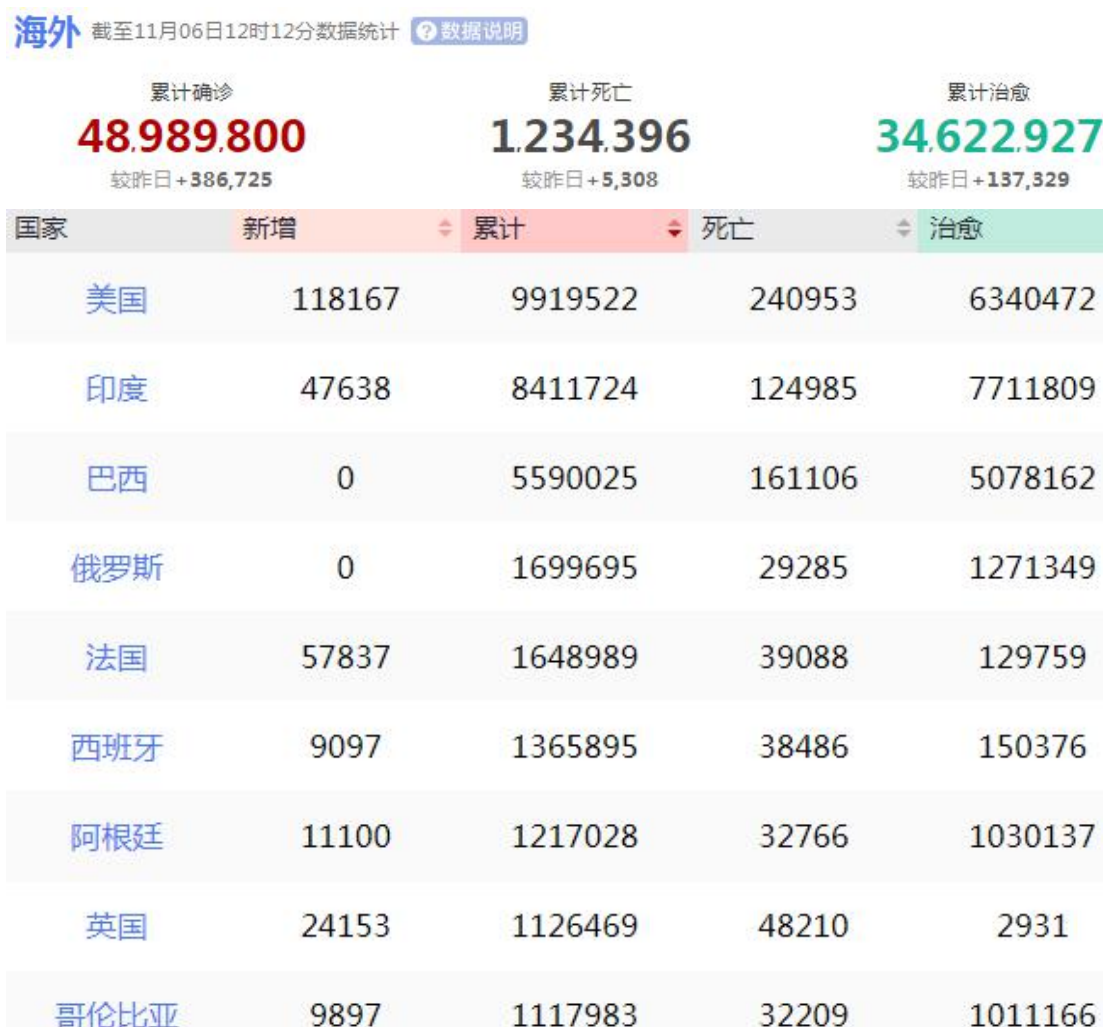 海外 截至11月06日12时12分数据统计 ?数据说明
累计确诊 累计死亡 累计治愈
48,989,800 1,234,396 34,622,927
较昨日+386,725 较昨日+5,308 较昨日+137,329
国家 新增 累计 死亡 治愈
美国 118167 9919522 240953 6340472
印度 47638 8411724 124985 7711809
巴西 0 5590025 161106 5078162
俄罗斯 0 1699695 29285 1271349
法国 57837 1648989 39088 129759
西班牙 9097 1365895 38486 150376
阿根廷 11100 1217028 32766 1030137
英国 24153 1126469 48210 2931
哥伦比亚 9897 1117983 32209 1011166